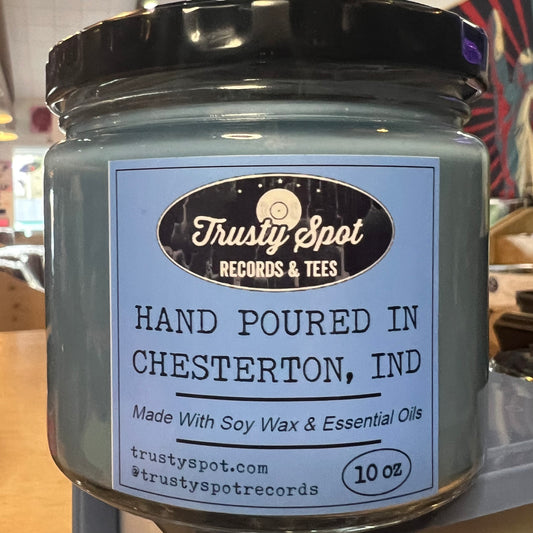 Trusty Spot
RECORDS & TEES
HAND POURED IN
CHESTERTON, IND
Made With Soy Wax & Essential Oils
trustyspot.com
@trustyspotrecords
10 oz